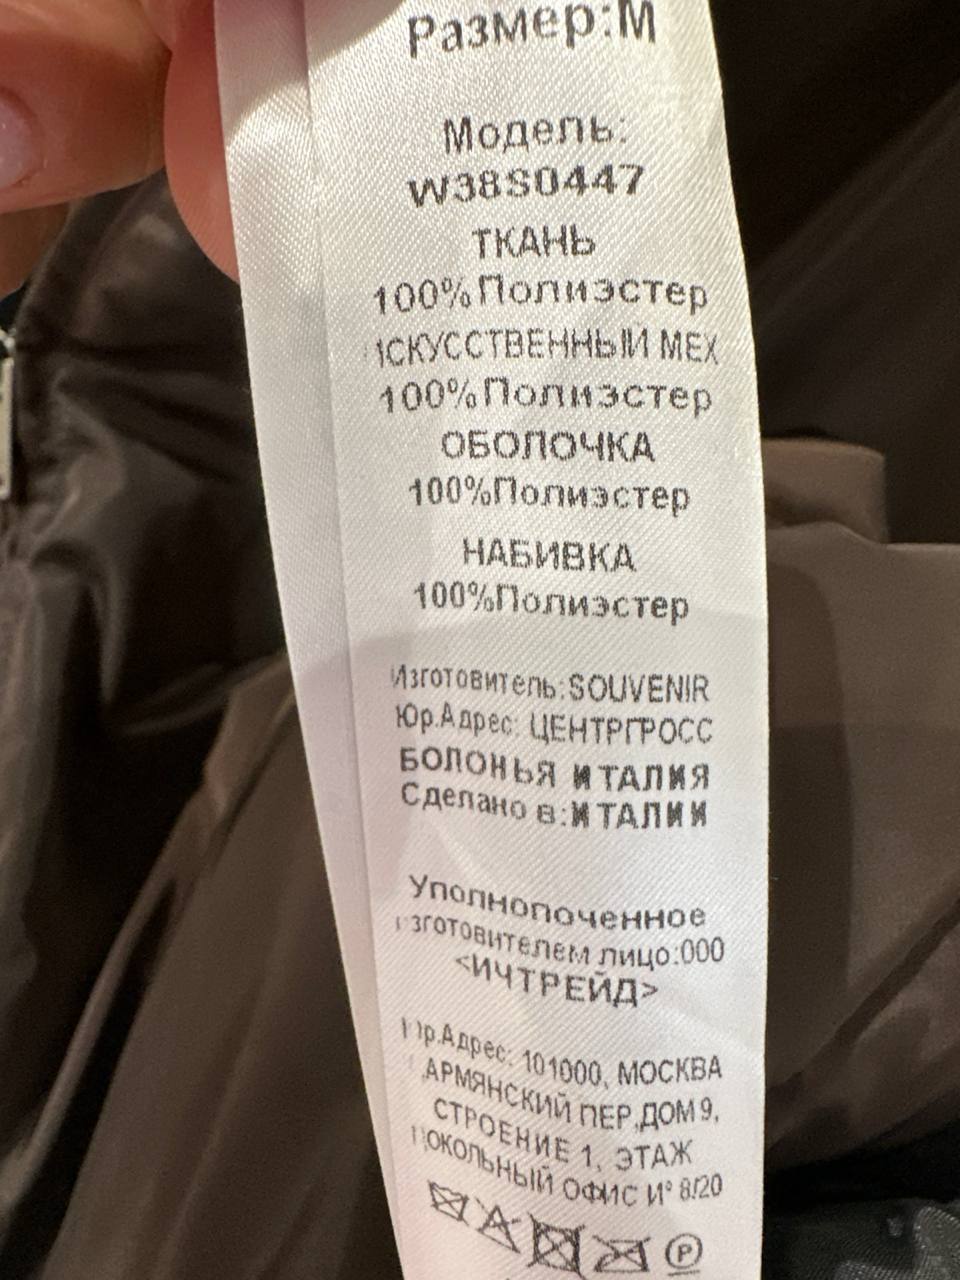 Размер:М
Модель:
W38S0447
ТКАНЬ
100%Полиэстер
ИСКУССТВЕННЫЙ МЕХ
100%Полиэстер
ОБОЛОЧКА
100%Полиэстер
НАБИВКА
100%Полиэстер
Изготовитель:SOUVENIR
Юр.Адрес: ЦЕНТРГРОСС
БОЛОНЬЯ ИТАЛИЯ
Сделано в:ИТАЛИИ
Уполнопоченное
изготовителем лицо:ООО
<ИЧТРЕЙД>
Юр.Адрес: 101000, МОСКВА
АРМЯНСКИЙ ПЕР,ДОМ 9,
СТРОЕНИЕ 1, ЭТАЖ
ЦОКОЛЬНЫЙ ОФИС И° 8/20
P